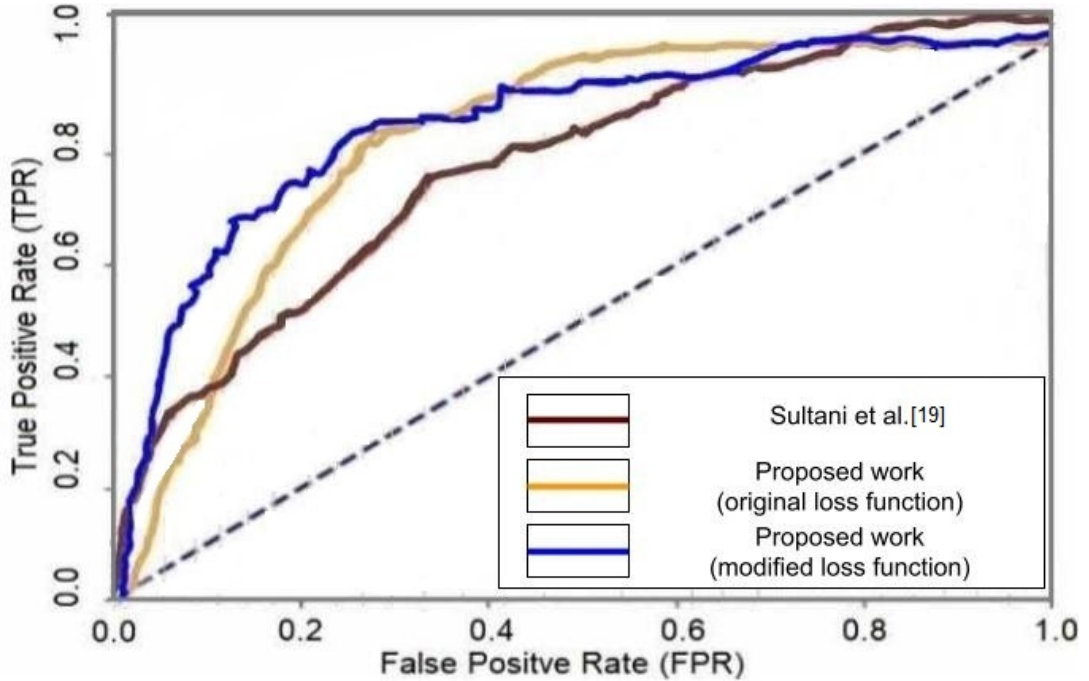 1.0
0.8
0.6
0.4
0.2
0.0
True Positive Rate (TPR)
Sultani et al.[19]
Proposed work
(original loss function)
Proposed work
(modified loss function)
0.0 0.2 0.4 0.6 0.8 1.0
False Positve Rate (FPR)